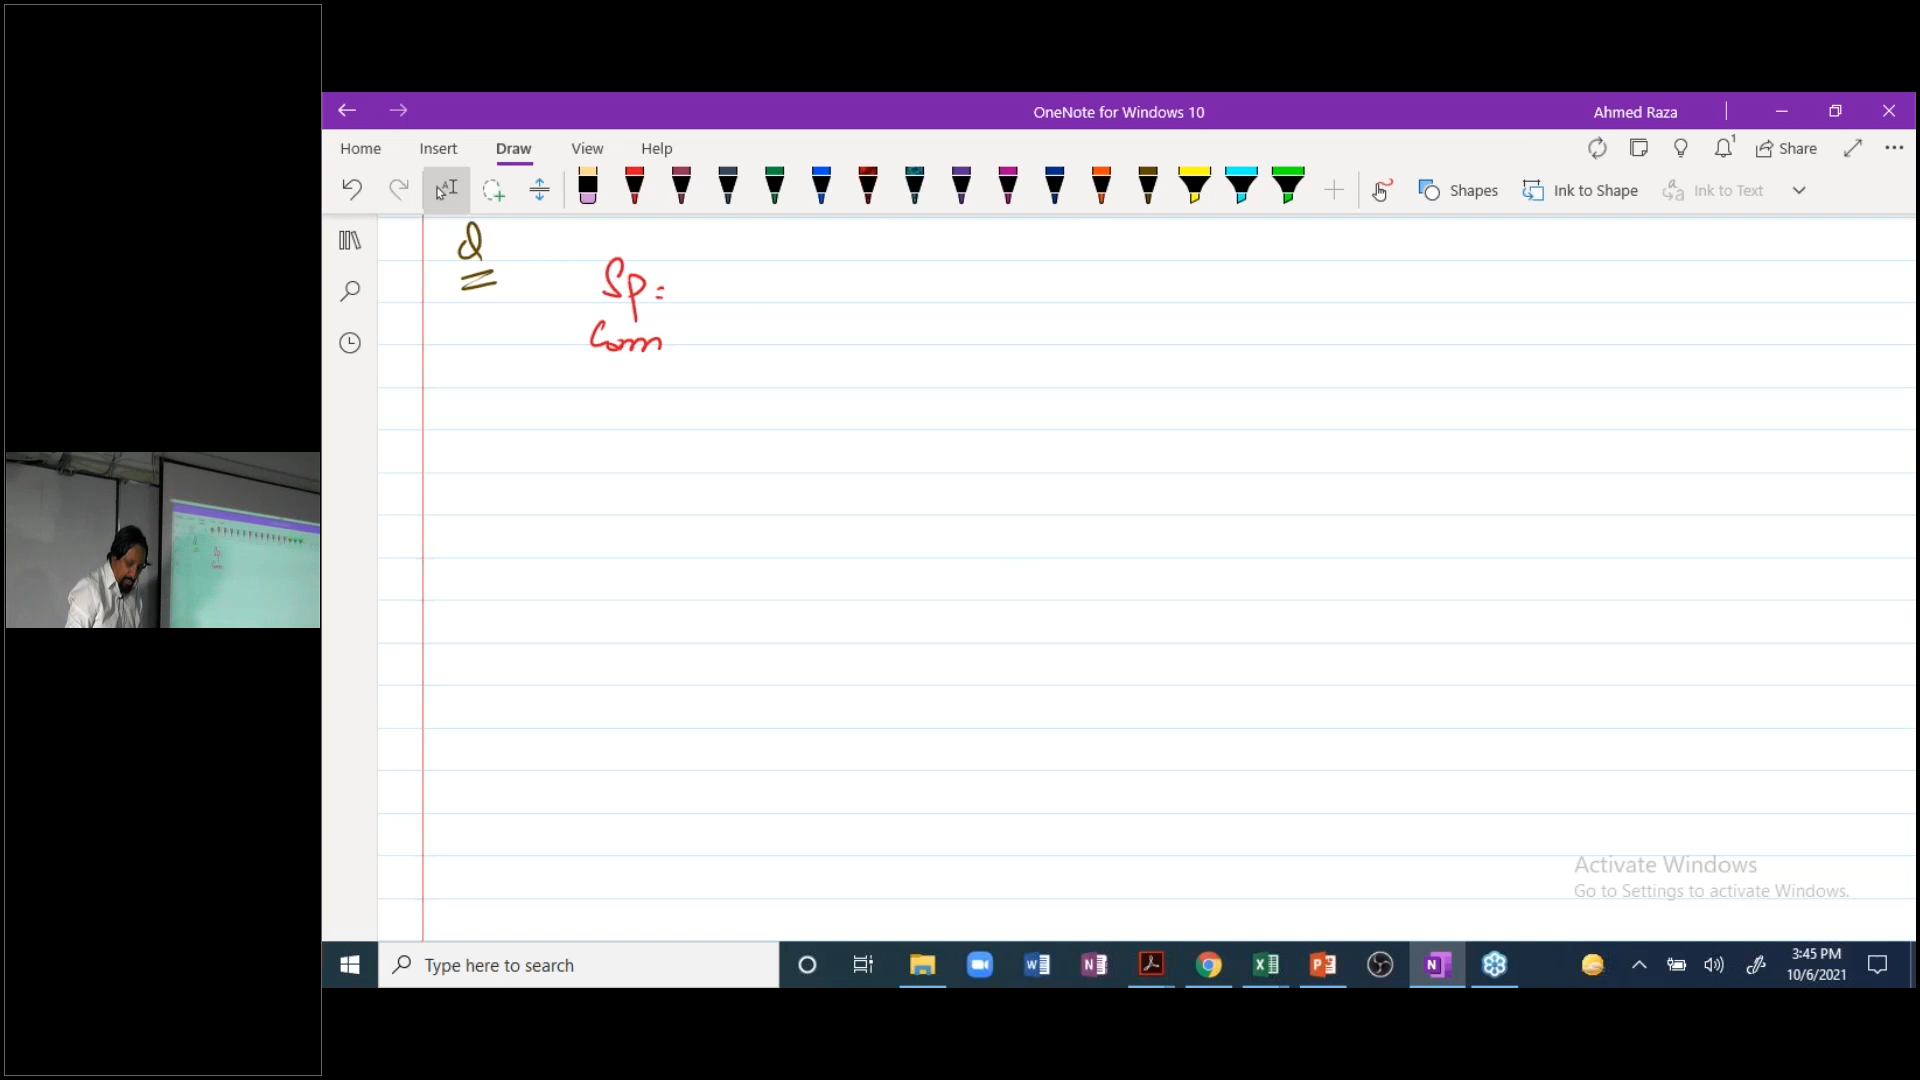 OneNote for Windows 10
Ahmed Raza
Home Insert Draw View Help
Share
Shapes
Ink to Shape
Ink to Text
d
Sp=
Com
Activate Windows
Go to Settings to activate Windows.
Type here to search
3:45 PM
10/6/2021